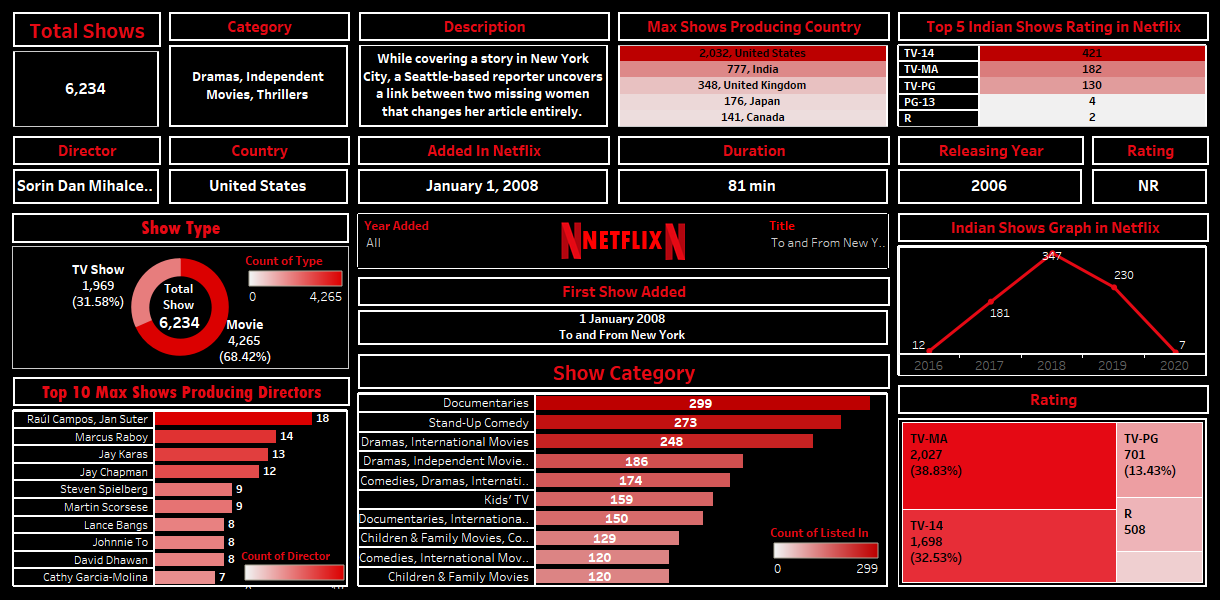 Total Shows
6,234
Category
Dramas, Independent
Movies, Thrillers
Description
While covering a story in New York
City, a Seattle-based reporter uncovers
a link between two missing women
that changes her article entirely.
Max Shows Producing Country
2,032, United States
777, India
348, United Kingdom
176, Japan
141, Canada
Top 5 Indian Shows Rating in Netflix
TV-14 421
TV-MA 182
TV-PG 130
PG-13 4
R 2
Director
Sorin Dan Mihalce..
Country
United States
Added In Netflix
January 1, 2008
Duration
81 min
Releasing Year
2006
Rating
NR
Show Type
TV Show
1,969
(31.58%)
Total
Show
6,234
Movie
4,265
(68.42%)
Count of Type
0 4,265
Year Added
All
N NETFLIX N
Title
To and From New Y..
First Show Added
1 January 2008
To and From New York
Indian Shows Graph in Netflix
12
181
347
230
7
2016 2017 2018 2019 2020
Top 10 Max Shows Producing Directors
Raúl Campos, Jan Suter 18
Marcus Raboy 14
Jay Karas 13
Jay Chapman 12
Steven Spielberg 9
Martin Scorsese 9
Lance Bangs 8
Johnnie To 8
David Dhawan 8
Cathy Garcia-Molina 7
Count of Director
Show Category
Documentaries 299
Stand-Up Comedy 273
Dramas, International Movies 248
Dramas, Independent Movie.. 186
Comedies, Dramas, Internati.. 174
Kids' TV 159
Documentaries, Internationa.. 150
Children & Family Movies, Co.. 129
Comedies, International Mov.. 120
Children & Family Movies 120
Count of Listed In
0 299
Rating
TV-MA
2,027
(38.83%)
TV-14
1,698
(32.53%)
TV-PG
701
(13.43%)
R
508